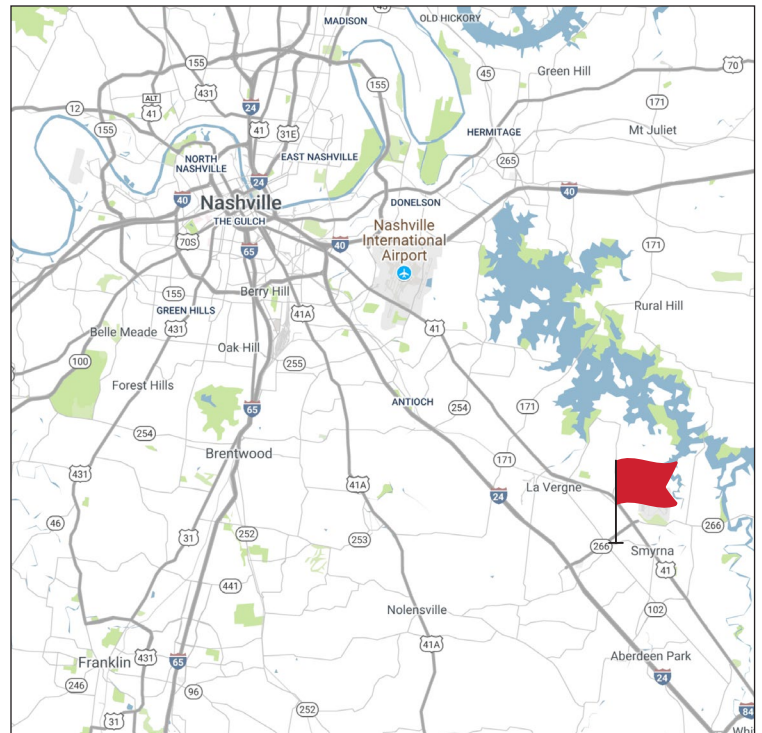 MADISON
45
OLD HICKORY
155
45
Green Hill
70
155
431
ALT
41
24
171
12
155
41
31E
HERMITAGE
Mt Juliet
NORTH
NASHVILLE
EAST NASHVILLE
265
24
40
Nashville
DONELSON
40
THE GULCH
Nashville
International
Airport
70S
65
40
171
155
Berry Hill
Rural Hill
GREEN HILLS
41A
Belle Meade
431
41
Oak Hill
100
255
Forest Hills
ANTIOCH
65
254
171
254
Brentwood
171
431
41A
La Vergne
24
46
31
252
253
266
266
Smyrna
41
441
Nolensville
102
41A
Franklin
431
65
Aberdeen Park
24
246
96
252
31
84
Whi